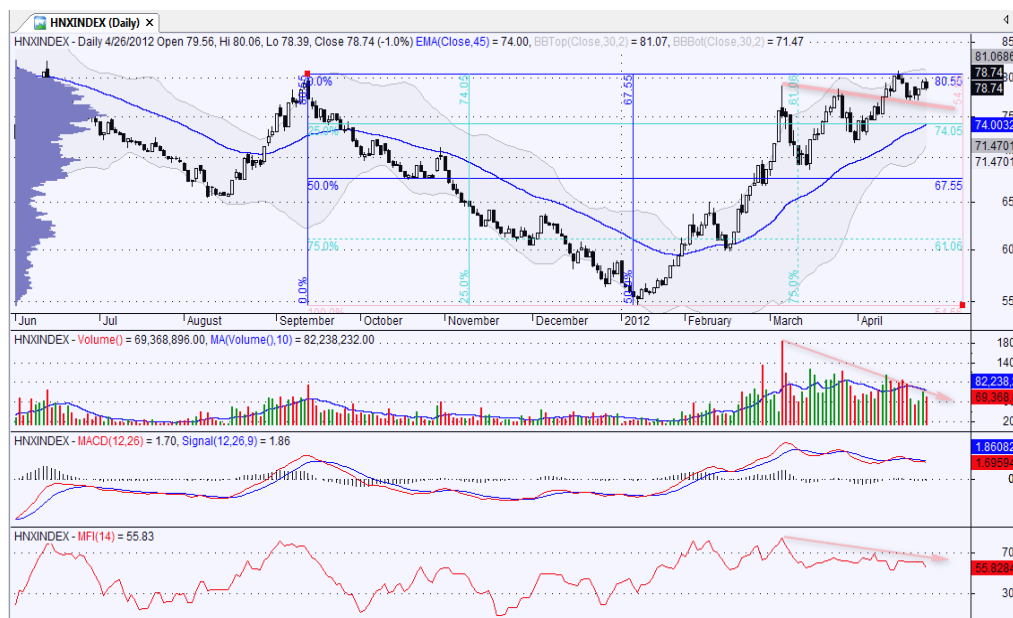 HNXINDEX (Daily)
HNXINDEX - Daily 4/26/2012 Open 79.56, Hi 80.06, Lo 78.39, Close 78.74 (-1.0%) EMA(Close,45) = 74.00, BBTop(Close,30,2) = 81.07, BBBot(Close,30,2) = 71.47
85
81.0686
78.74
80
78.74
75
74.0032
71.4701
71.4701
65
60
55
0.0%
80.55
25.0%
74.05
50.0%
67.55
75.0%
61.06
100.0%
54.56
0.0%
74.05
25.0%
67.55
50.0%
61.06
75.0%
Jun
Jul
August
September
October
November
December
2012
February
March
April
HNXINDEX - Volume() = 69,368,896.00, MA(Volume(),10) = 82,238,232.00
180
140
82,238,
69,368,
20
HNXINDEX - MACD(12,26) = 1.70, Signal(12,26,9) = 1.86
1.86082
1.69594
0
HNXINDEX - MFI(14) = 55.83
70
55.8284
30